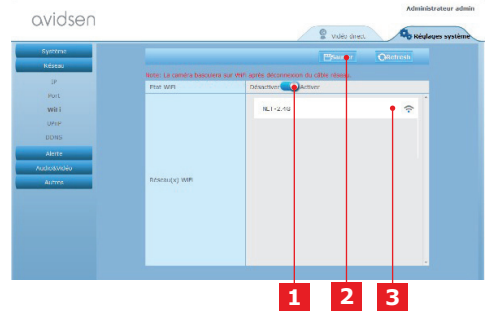 Administrateur admin
avidsen
Vidéo direct
Réglages système
Système
Réseau
IP
Port
WiFi
UPnP
DDNS
Alerte
Audio&Vidéo
Autres
Sauver
Refresh
Note: La caméra basculera sur WiFi après déconnexion du câble réseau.
Etat WiFi
Désactiver Activer
NET-2.4G
Réseau(x) WiFi
1 2 3